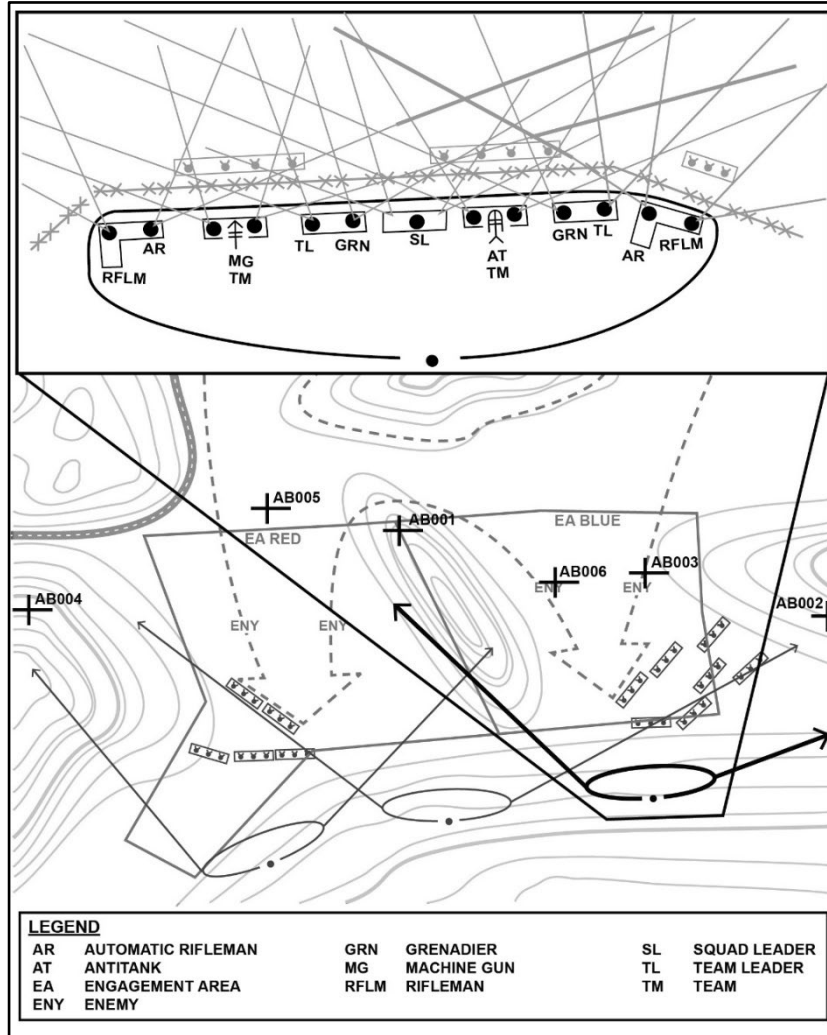 AR
RFLM
MG
TM
TL
GRN
SL
AT
TM
GRN
TL
AR
RFLM
AB005
EA RED
AB001
EA BLUE
AB006
AB003
ENY
ENY
AB004
AB002
ENY
ENY
LEGEND
AR AUTOMATIC RIFLEMAN GRN GRENADIER SL SQUAD LEADER
AT ANTITANK MG MACHINE GUN TL TEAM LEADER
EA ENGAGEMENT AREA RFLM RIFLEMAN TM TEAM
ENY ENEMY